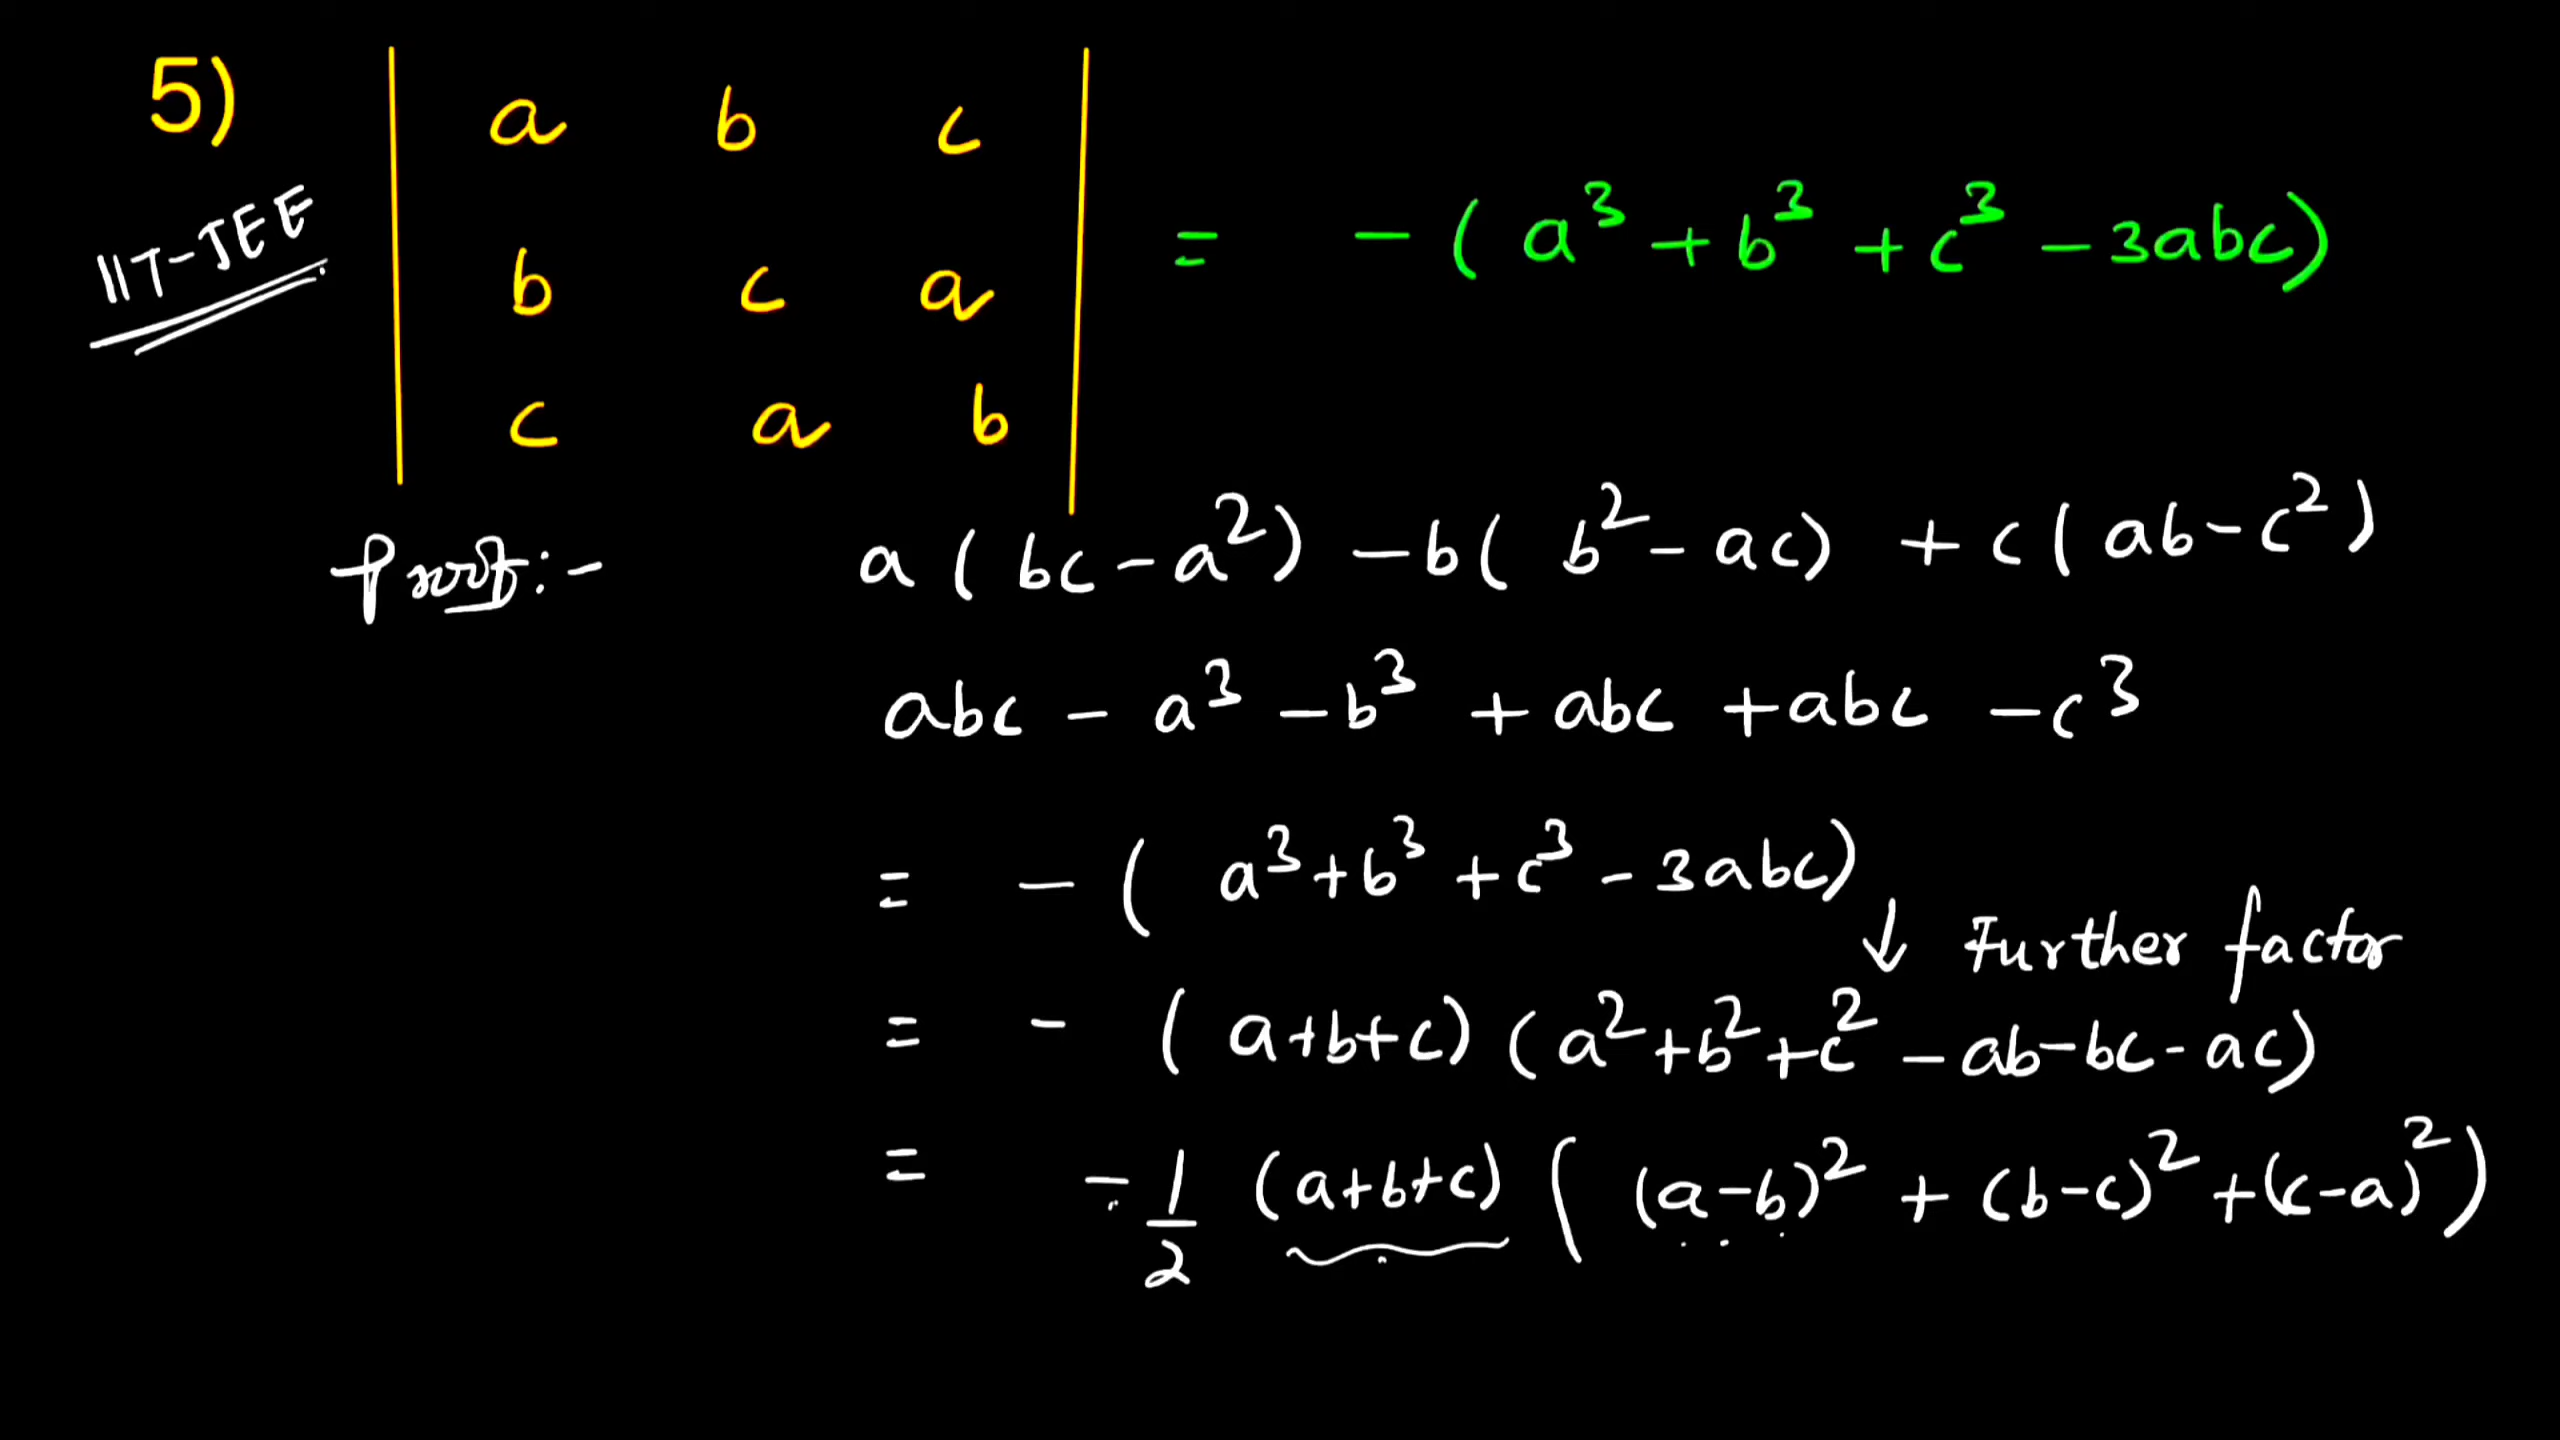 5)
IIT-JEE
a b c
b c a
c a b
= - (a³ + b³ + c³ - 3abc)
Proof:- a(bc - a²) - b(b² - ac) + c(ab - c²)
abc - a³ - b³ + abc + abc - c³
= - (a³ + b³ + c³ - 3abc)
↓ Further factor
= - (a+b+c) (a² + b² + c² - ab - bc - ac)
= - 1/2 (a+b+c) ((a-b)² + (b-c)² + (c-a)²)